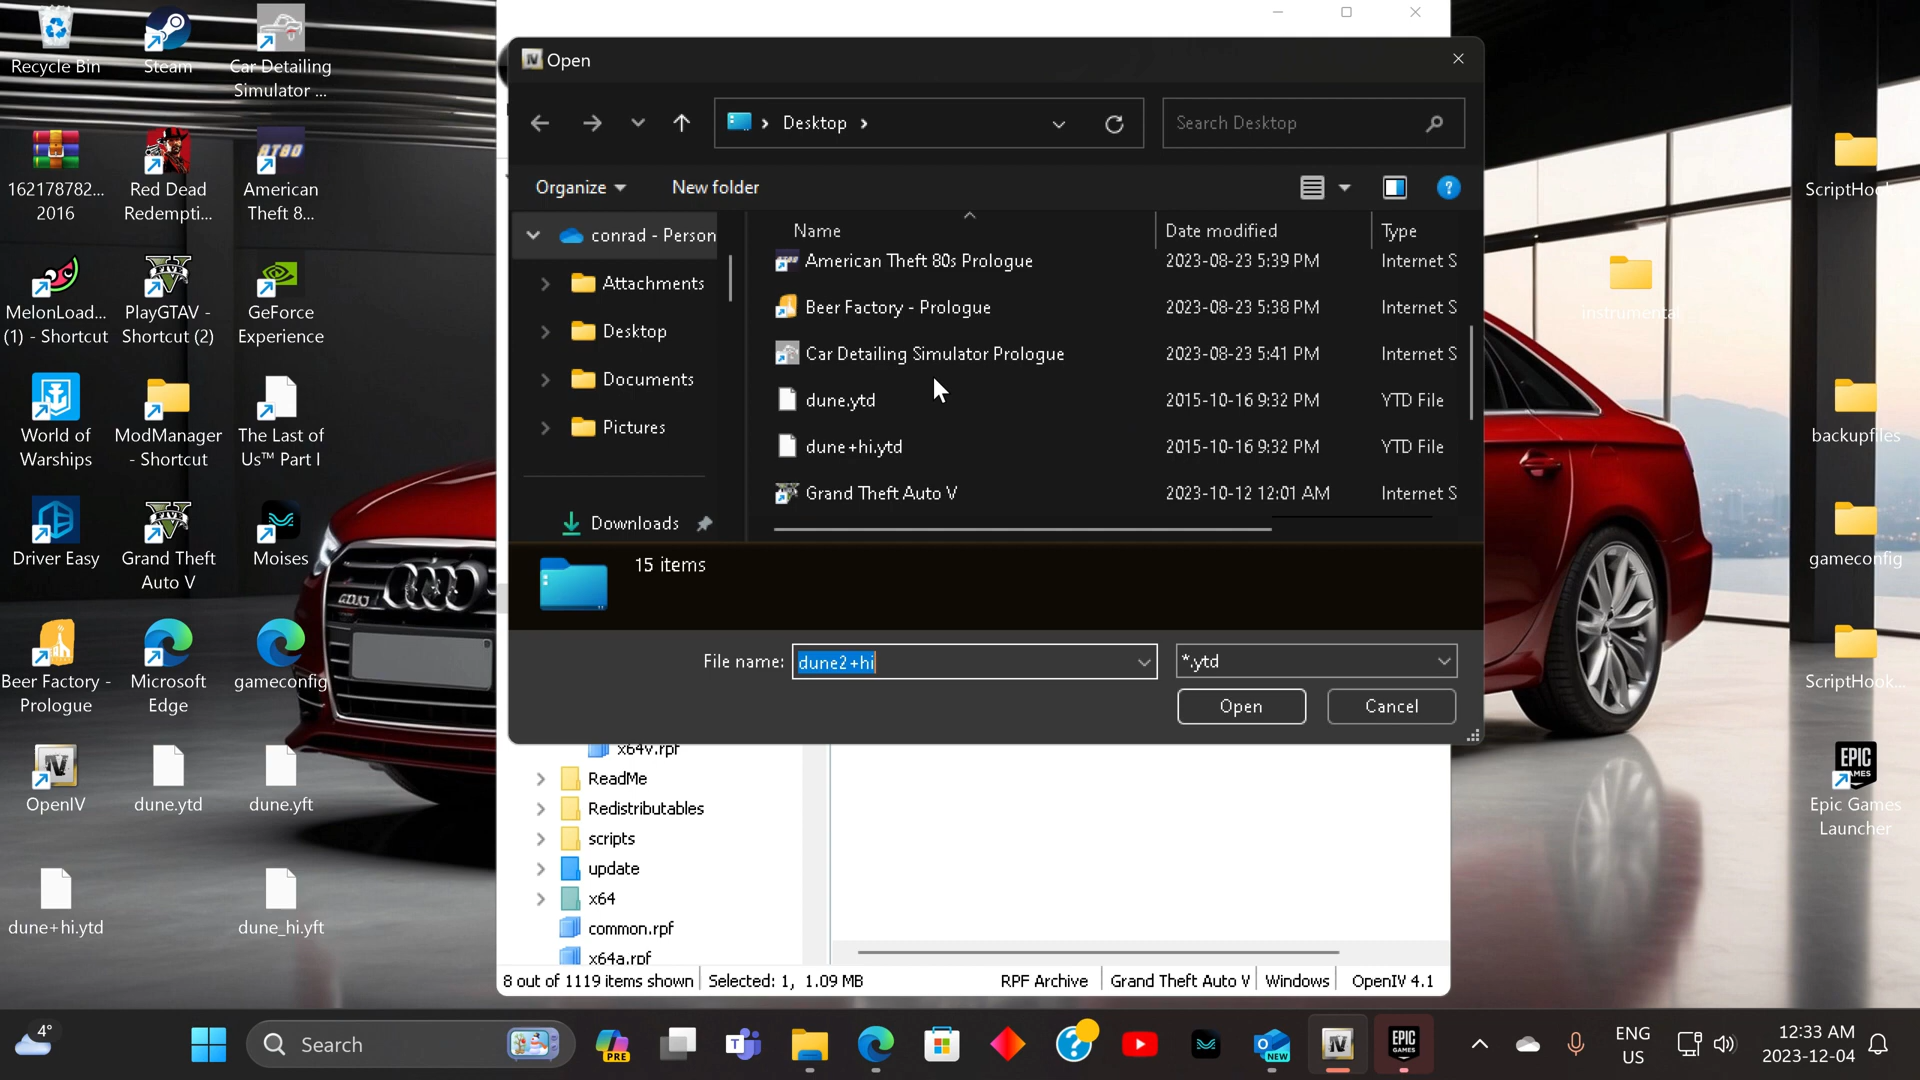 Recycle Bin
Steam
Car Detailing
Simulator ...
162178782...
2016
Red Dead
Redempti...
American
Theft 8...
MelonLoad...
(1) - Shortcut
PlayGTAV -
Shortcut (2)
GeForce
Experience
World of
Warships
ModManager
- Shortcut
The Last of
Us™ Part I
Driver Easy
Grand Theft
Auto V
Moises
Beer Factory -
Prologue
Microsoft
Edge
gameconfig
OpenIV
dune.ytd
dune.yft
dune+hi.ytd
dune_hi.yft
Open
Desktop
Search Desktop
Organize
New folder
conrad - Person
Attachments
Desktop
Documents
Pictures
Downloads
Name
Date modified
Type
American Theft 80s Prologue
2023-08-23 5:39 PM
Internet S
Beer Factory - Prologue
2023-08-23 5:38 PM
Internet S
Car Detailing Simulator Prologue
2023-08-23 5:41 PM
Internet S
dune.ytd
2015-10-16 9:32 PM
YTD File
dune+hi.ytd
2015-10-16 9:32 PM
YTD File
Grand Theft Auto V
2023-10-12 12:01 AM
Internet S
15 items
File name:
dune2+hi
*.ytd
Open
Cancel
x64v.rpf
ReadMe
Redistributables
scripts
update
x64
common.rpf
x64a.rpf
8 out of 1119 items shown
Selected: 1, 1.09 MB
RPF Archive
Grand Theft Auto V
Windows
OpenIV 4.1
ScriptHoo
instrumental
backupfiles
gameconfig
ScriptHook...
EPIC
GAMES
Epic Games
Launcher
4°
Search
PRE
NEW
EPIC
GAMES
ENG
US
12:33 AM
2023-12-04